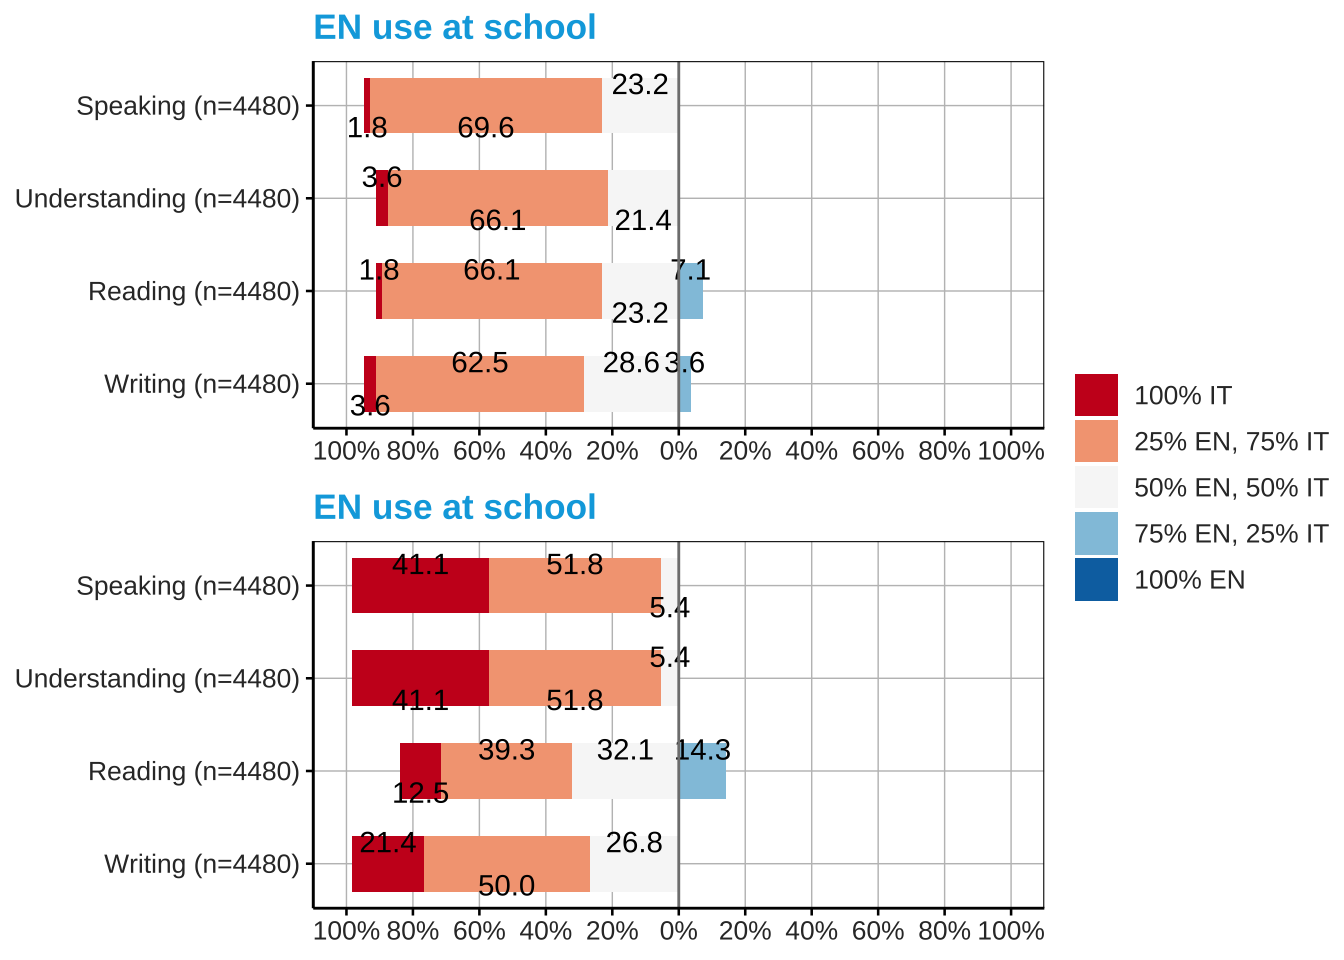 EN use at school
23.2
Speaking (n=4480)
1.8 69.6
3.6
Understanding (n=4480)
66.1 21.4
1.8 66.1 7.1
Reading (n=4480)
23.2
62.5 28.6 3.6
Writing (n=4480)
3.6
100% 80% 60% 40% 20% 0% 20% 40% 60% 80% 100%
100% IT
25% EN, 75% IT
50% EN, 50% IT
75% EN, 25% IT
100% EN
EN use at school
41.1 51.8
Speaking (n=4480)
5.4
5.4
Understanding (n=4480)
41.1 51.8
39.3 32.1 14.3
Reading (n=4480)
12.5
21.4 26.8
Writing (n=4480)
50.0
100% 80% 60% 40% 20% 0% 20% 40% 60% 80% 100%